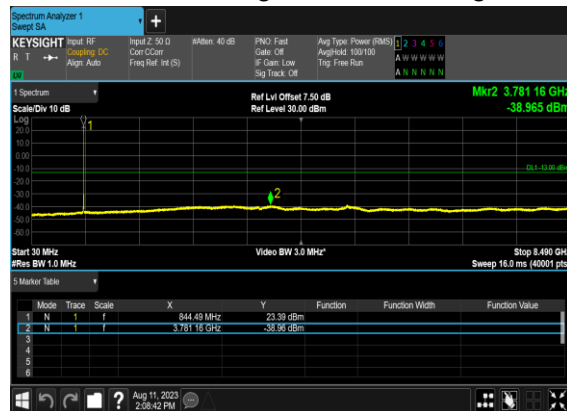 Spectrum Analyzer 1
Swept SA
+
KEYSIGHT Input: RF Input Z: 50 Ω #Atten: 40 dB PNO: Fast Avg Type: Power (RMS) 1 2 3 4 5 6
R T Coupling: DC Corr CCorr Gate: Off Avg|Hold: 100/100 A W W W W W
Align: Auto Freq Ref: Int (S) IF Gain: Low Trig: Free Run
Sig Track: Off A N N N N N
1 Spectrum Ref Lvl Offset 7.50 dB Mkr2 3.781 16 GHz
Scale/Div 10 dB Ref Level 30.00 dBm -38.965 dBm
Log
1
20.0
10.0
0.00
-10.0 DL1 -13.00 dBm
-20.0
-30.0
2
-40.0
-50.0
-60.0
Start 30 MHz Video BW 3.0 MHz* Stop 8.490 GHz
#Res BW 1.0 MHz Sweep 16.0 ms (40001 pts)
5 Marker Table
Mode Trace Scale X Y Function Function Width Function Value
1 N 1 f 844.49 MHz 23.39 dBm
2 N 1 f 3.781 16 GHz -38.96 dBm
3
4
5
6
? Aug 11, 2023
2:08:42 PM